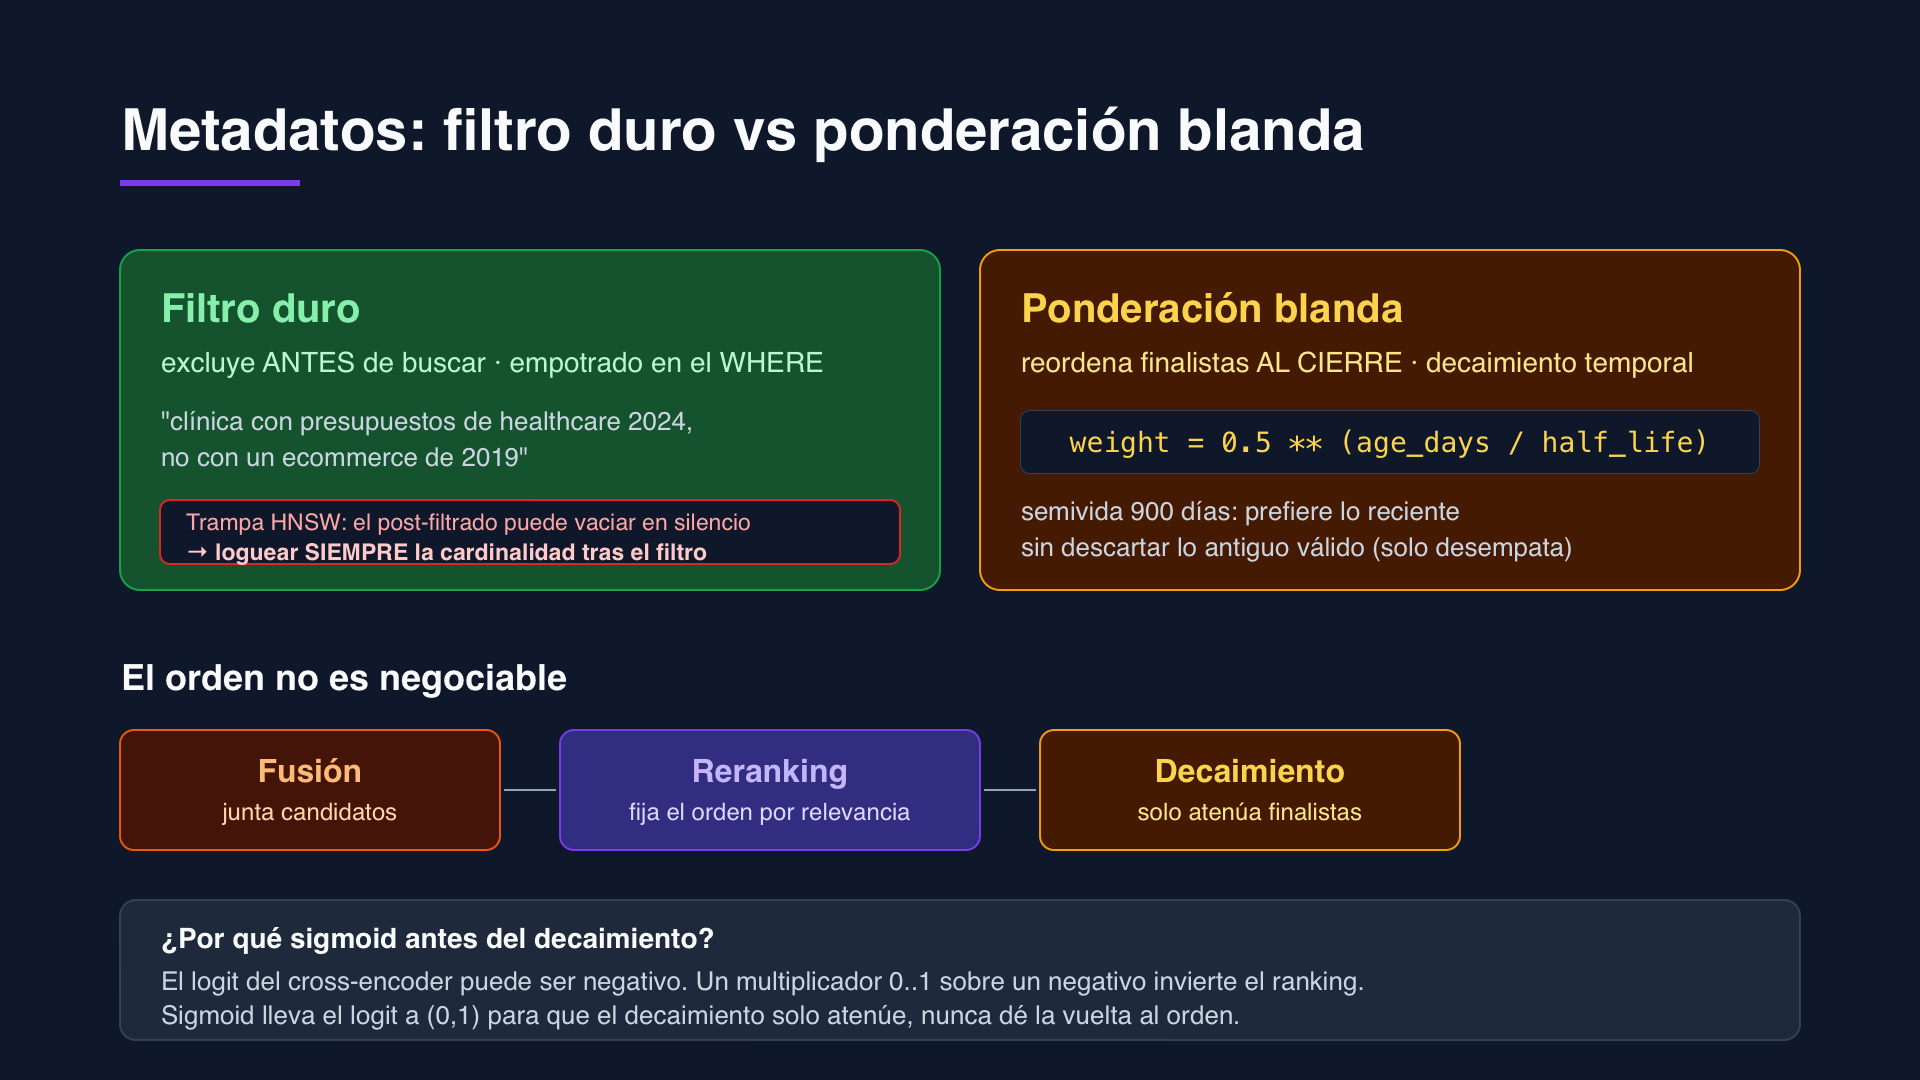 Metadatos: filtro duro vs ponderación blanda
Filtro duro
excluye ANTES de buscar · empotrado en el WHERE
"clínica con presupuestos de healthcare 2024,
no con un ecommerce de 2019"
Trampa HNSW: el post-filtrado puede vaciar en silencio
→ loguear SIEMPRE la cardinalidad tras el filtro
Ponderación blanda
reordena finalistas AL CIERRE · decaimiento temporal
weight = 0.5 ** (age_days / half_life)
semivida 900 días: prefiere lo reciente
sin descartar lo antiguo válido (solo desempata)
El orden no es negociable
Fusión
junta candidatos
Reranking
fija el orden por relevancia
Decaimiento
solo atenúa finalistas
¿Por qué sigmoid antes del decaimiento?
El logit del cross-encoder puede ser negativo. Un multiplicador 0..1 sobre un negativo invierte el ranking.
Sigmoid lleva el logit a (0,1) para que el decaimiento solo atenúe, nunca dé la vuelta al orden.